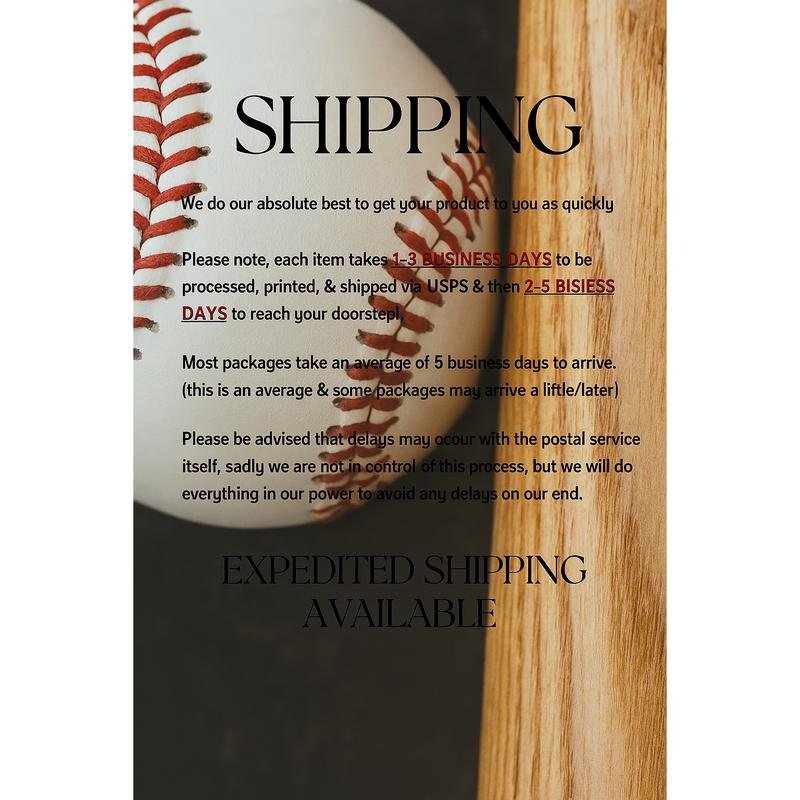 SHIPPING
We do our absolute best to get your product to you as quickly
Please note, each item takes 1–3 BUSINESS DAYS to be
processed, printed, & shipped via USPS & then 2–5 BISIESS
DAYS to reach your doorstepl,
Most packages take an average of 5 business days to arrive.
(this is an average & some packages may arrive a liftle/later)
Please be advised that delays may ocour with the postal service
itself, sadly we are not in control of this process, but we will do
everything in our power to avoid any delays on our end.
EXPEDITED SHIPPING
AVAILABLE